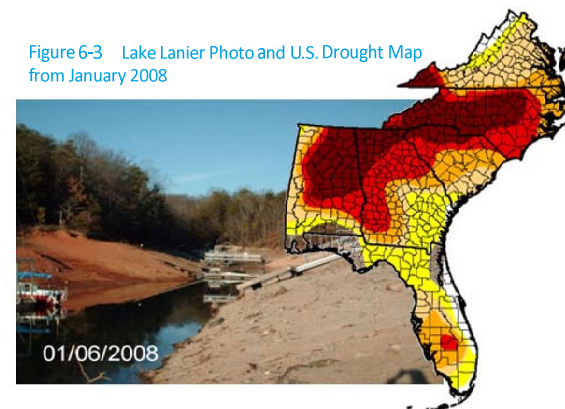 Figure 6-3 Lake Lanier Photo and U.S. Drought Map
from January 2008
01/06/2008